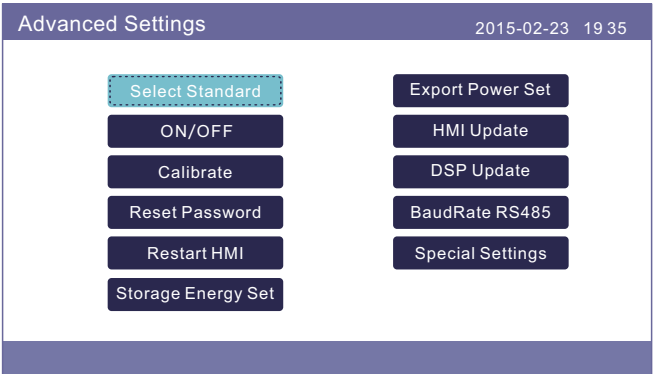 Advanced Settings 2015-02-23 19 35
Select Standard
ON/OFF
Calibrate
Reset Password
Restart HMI
Storage Energy Set
Export Power Set
HMI Update
DSP Update
BaudRate RS485
Special Settings